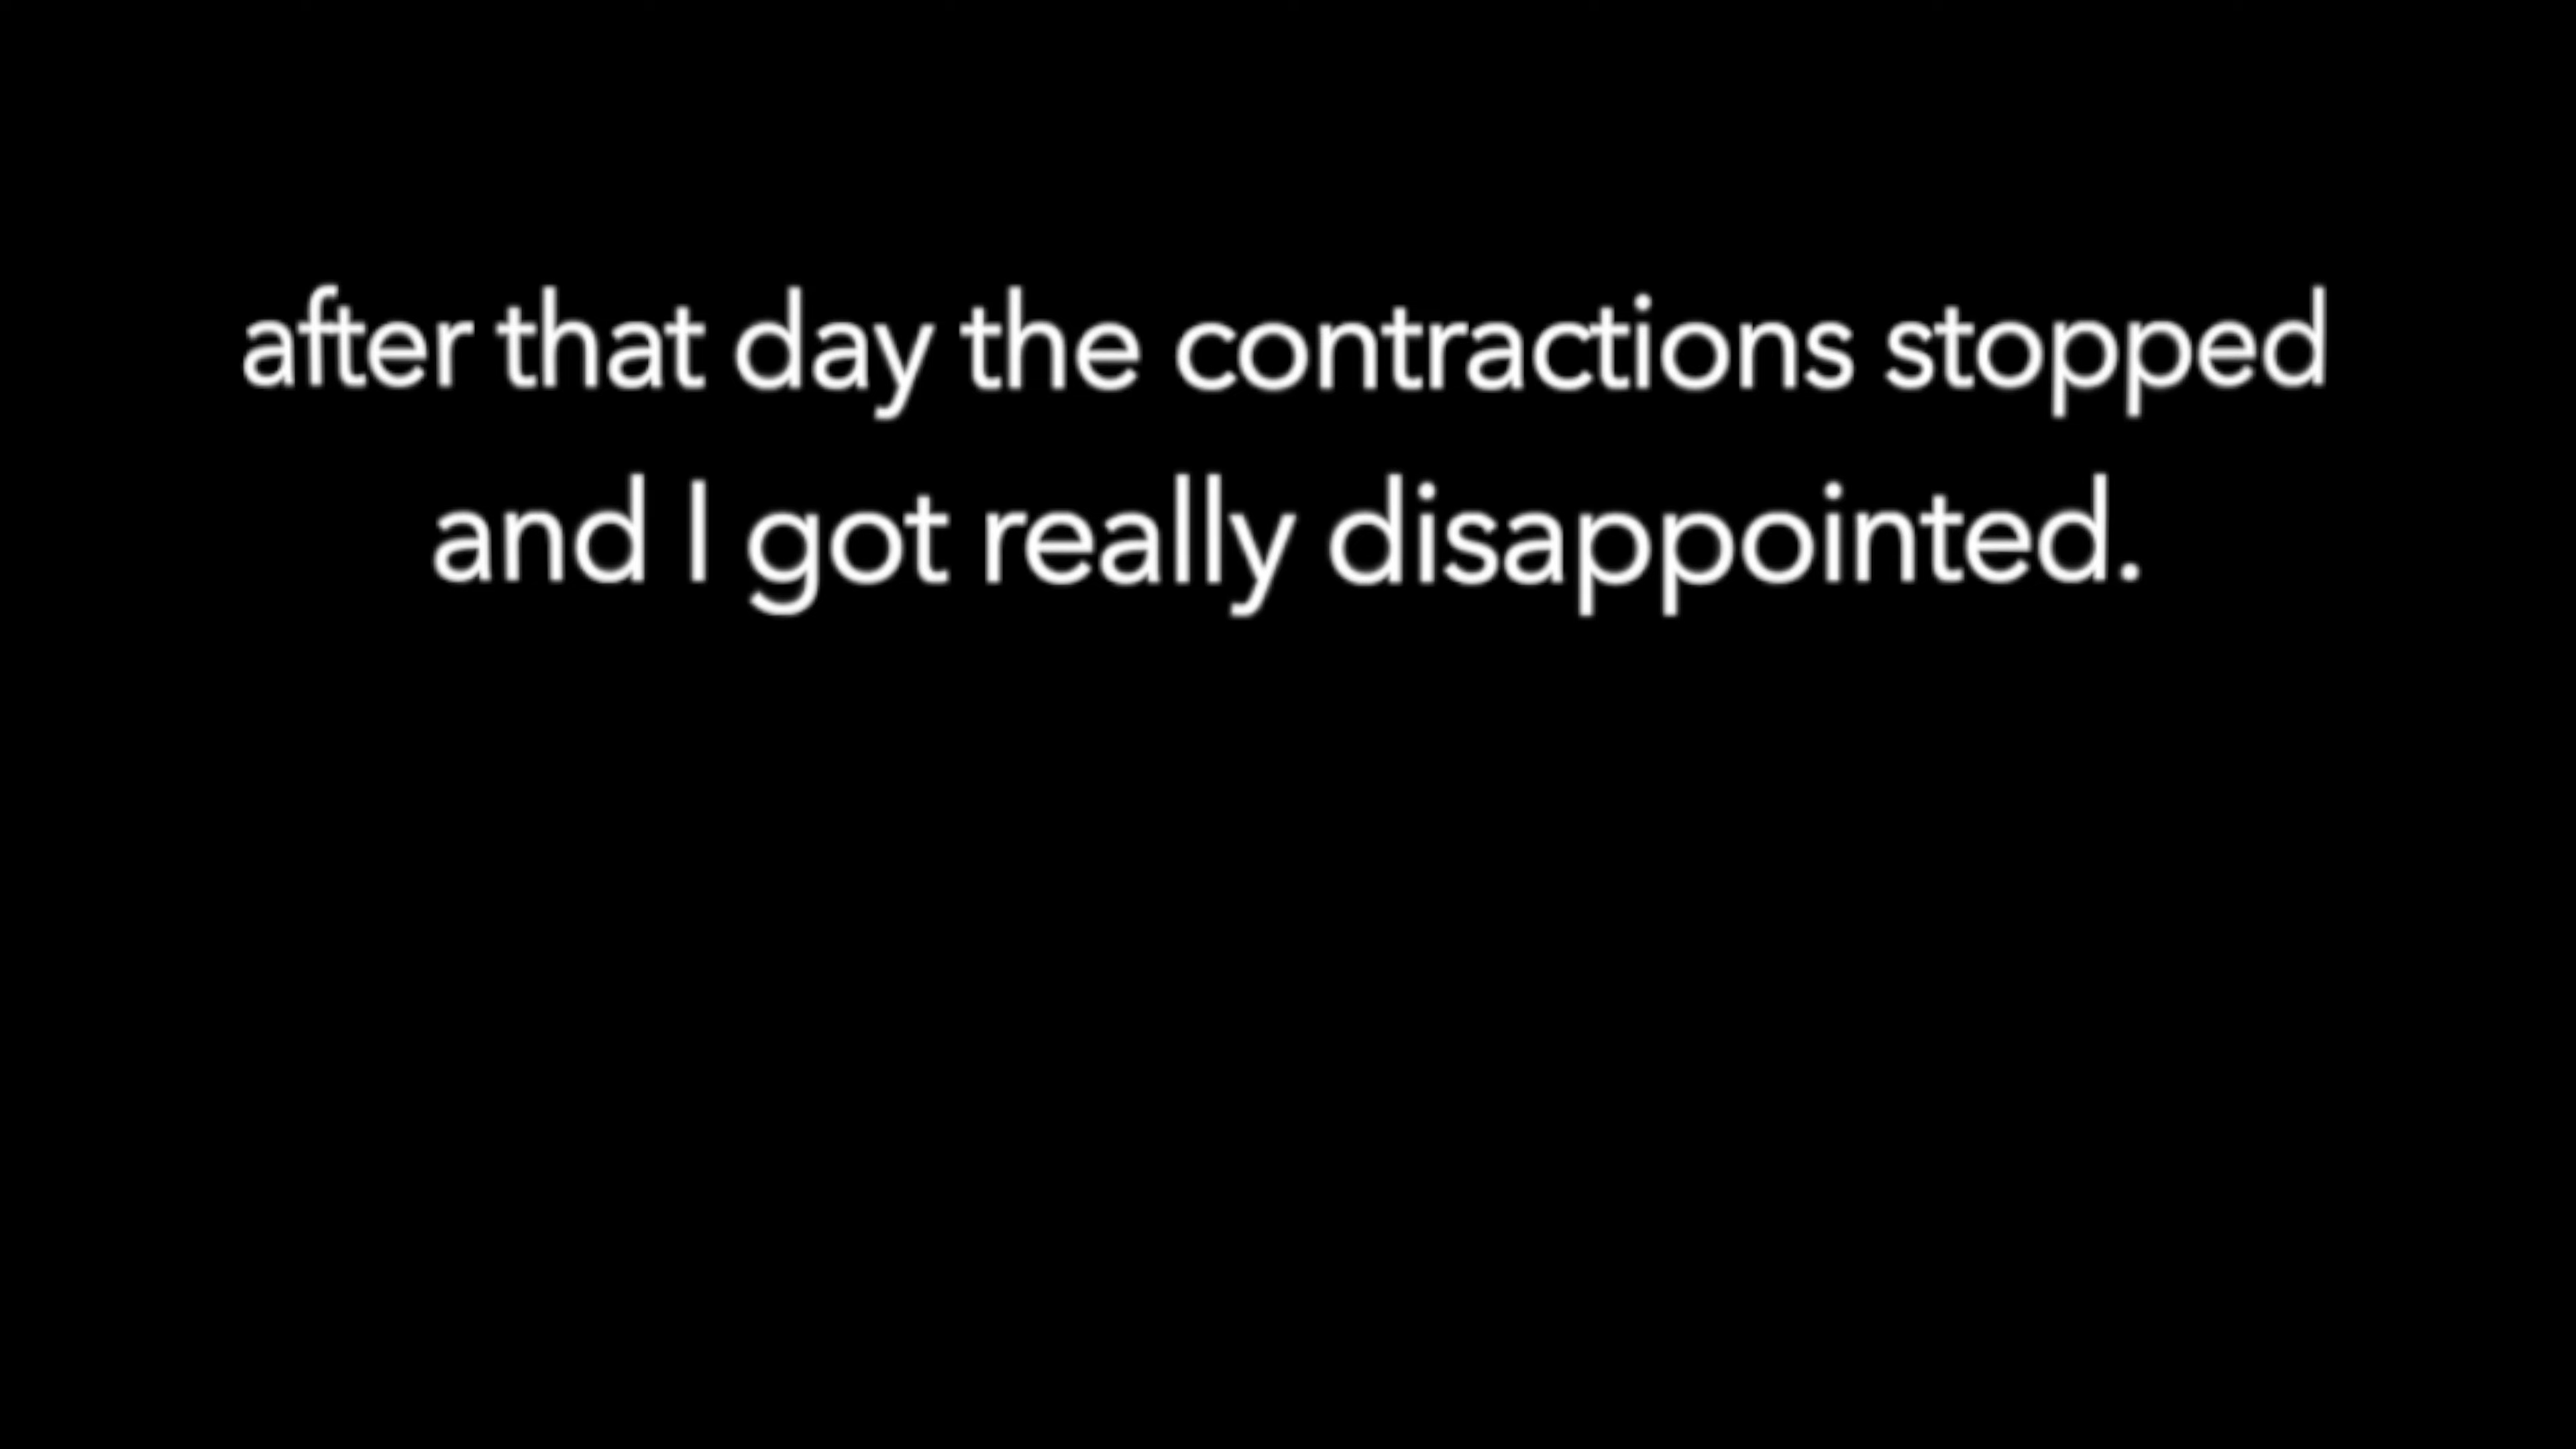 after that day the contractions stopped
and I got really disappointed.